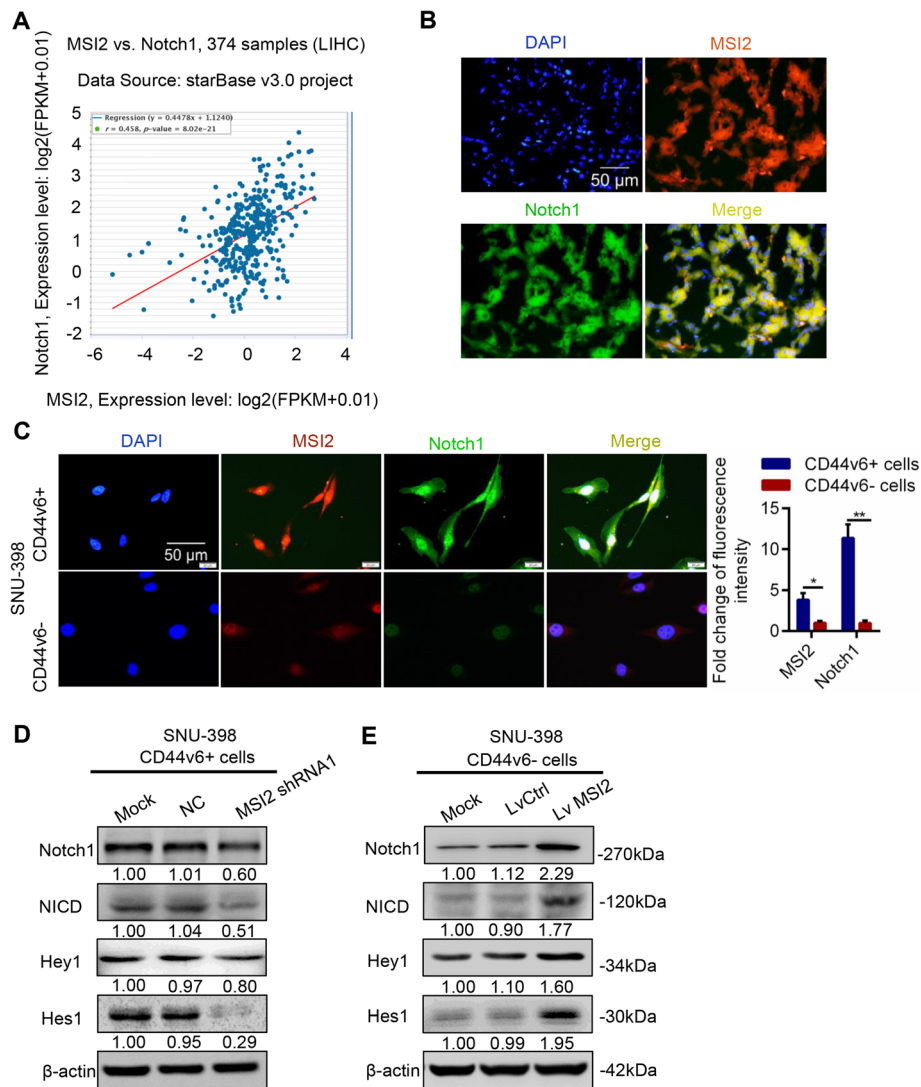 A
MSI2 vs. Notch1, 374 samples (LIHC)
Data Source: starBase v3.0 project
Regression (y = 0.4478x + 1.1240)
r = 0.458, p-value = 8.02e-21
Notch1, Expression level: log2(FPKM+0.01)
5
4
3
2
1
0
-1
-2
-6 -4 -2 0 2 4
MSI2, Expression level: log2(FPKM+0.01)
B
DAPI MSI2
50 μm
Notch1 Merge
C
DAPI MSI2 Notch1 Merge
SNU-398
CD44v6+
50 μm
CD44v6-
CD44v6+ cells
CD44v6- cells
Fold change of fluorescence
intensity
15
10
5
0
* **
MSI2 Notch1
D
SNU-398
CD44v6+ cells
Mock NC MSI2 shRNA1
Notch1
1.00 1.01 0.60
NICD
1.00 1.04 0.51
Hey1
1.00 0.97 0.80
Hes1
1.00 0.95 0.29
β-actin
E
SNU-398
CD44v6- cells
Mock LvCtrl Lv MSI2
Notch1 -270kDa
1.00 1.12 2.29
NICD -120kDa
1.00 0.90 1.77
Hey1 -34kDa
1.00 1.10 1.60
Hes1 -30kDa
1.00 0.99 1.95
β-actin -42kDa